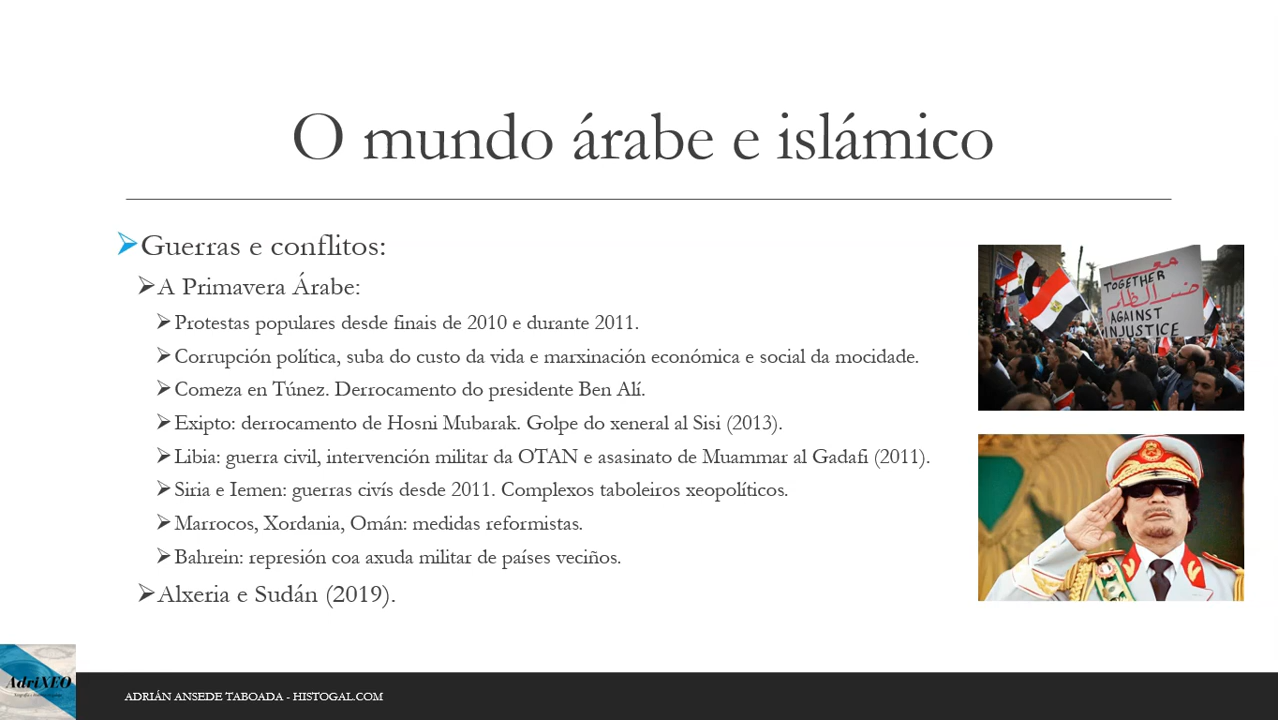 O mundo árabe e islámico
Guerras e conflitos:
A Primavera Árabe:
Protestas populares desde finais de 2010 e durante 2011.
Corrupción política, suba do custo da vida e marxinación económica e social da mocidade.
Comeza en Túnez. Derrocamento do presidente Ben Alí.
Exipto: derrocamento de Hosni Mubarak. Golpe do xeneral al Sisi (2013).
Libia: guerra civil, intervención militar da OTAN e asasinato de Muammar al Gadafi (2011).
Siria e Iemen: guerras civís desde 2011. Complexos taboleiros xeopolíticos.
Marrocos, Xordania, Omán: medidas reformistas.
Bahrein: represión coa axuda militar de países veciños.
Alxeria e Sudán (2019).
معا
TOGETHER
ضد الظلم
AGAINST
INJUSTICE
AdriXEO
ADRIÁN ANSEDE TABOADA - HISTOGAL.COM